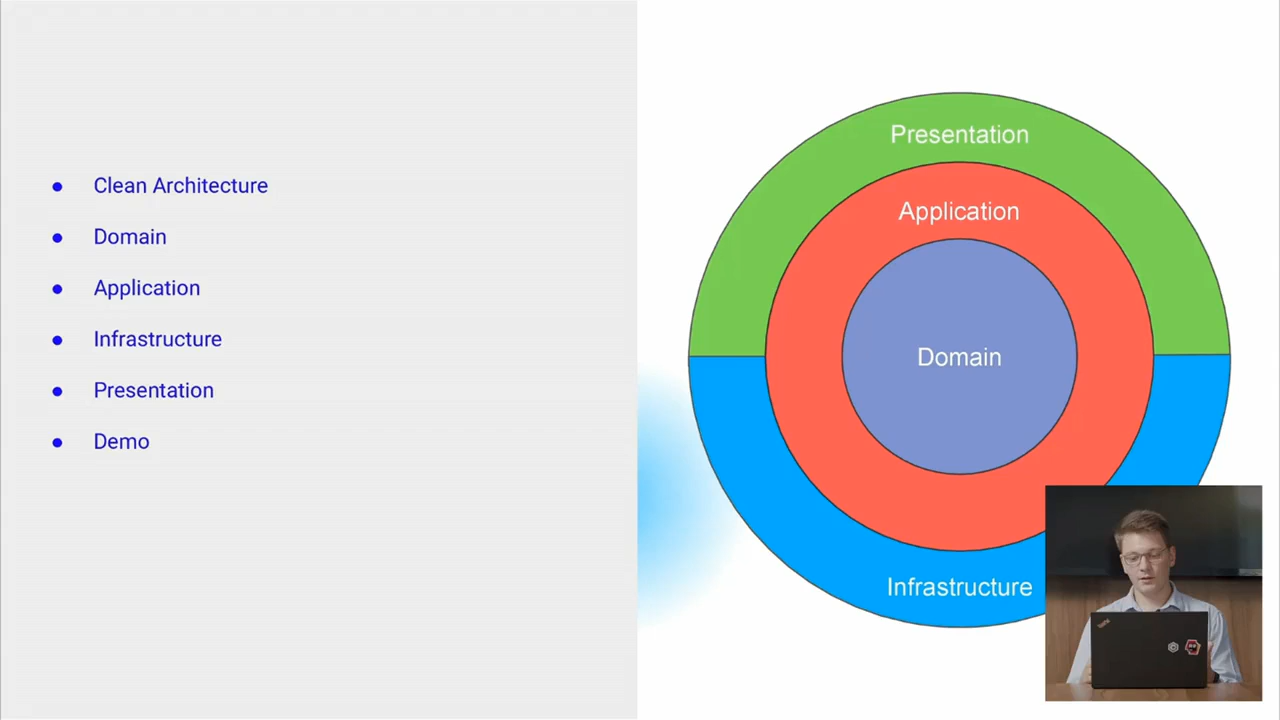 Clean Architecture
Domain
Application
Infrastructure
Presentation
Demo
Presentation
Application
Domain
Infrastructure